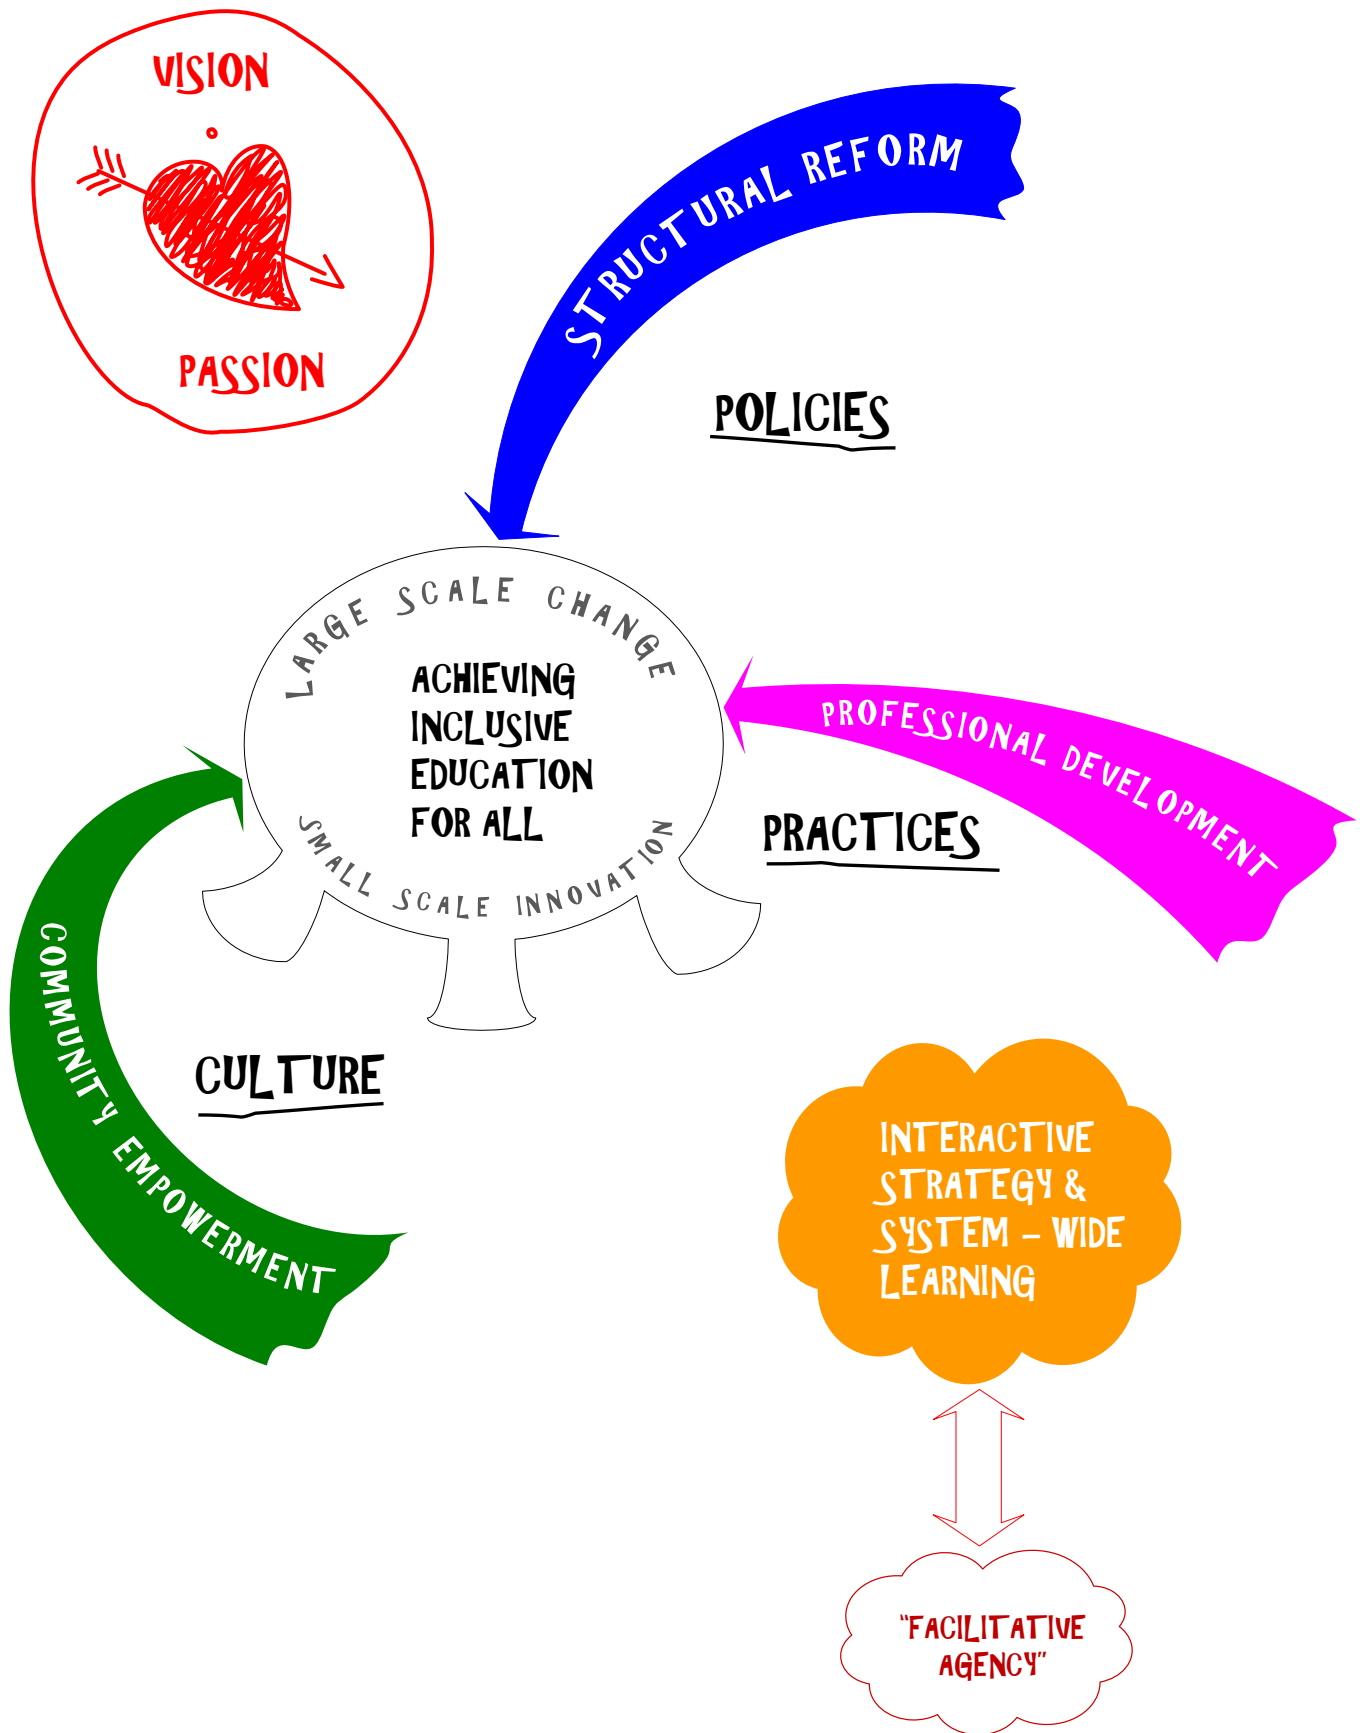 VISION
PASSION
STRUCTURAL REFORM
POLICIES
LARGE SCALE CHANGE
ACHIEVING
INCLUSIVE
EDUCATION
FOR ALL
SMALL SCALE INNOVATION
PROFESSIONAL DEVELOPMENT
PRACTICES
COMMUNITY EMPOWERMENT
CULTURE
INTERACTIVE
STRATEGY &
SYSTEM – WIDE
LEARNING
“FACILITATIVE
AGENCY”